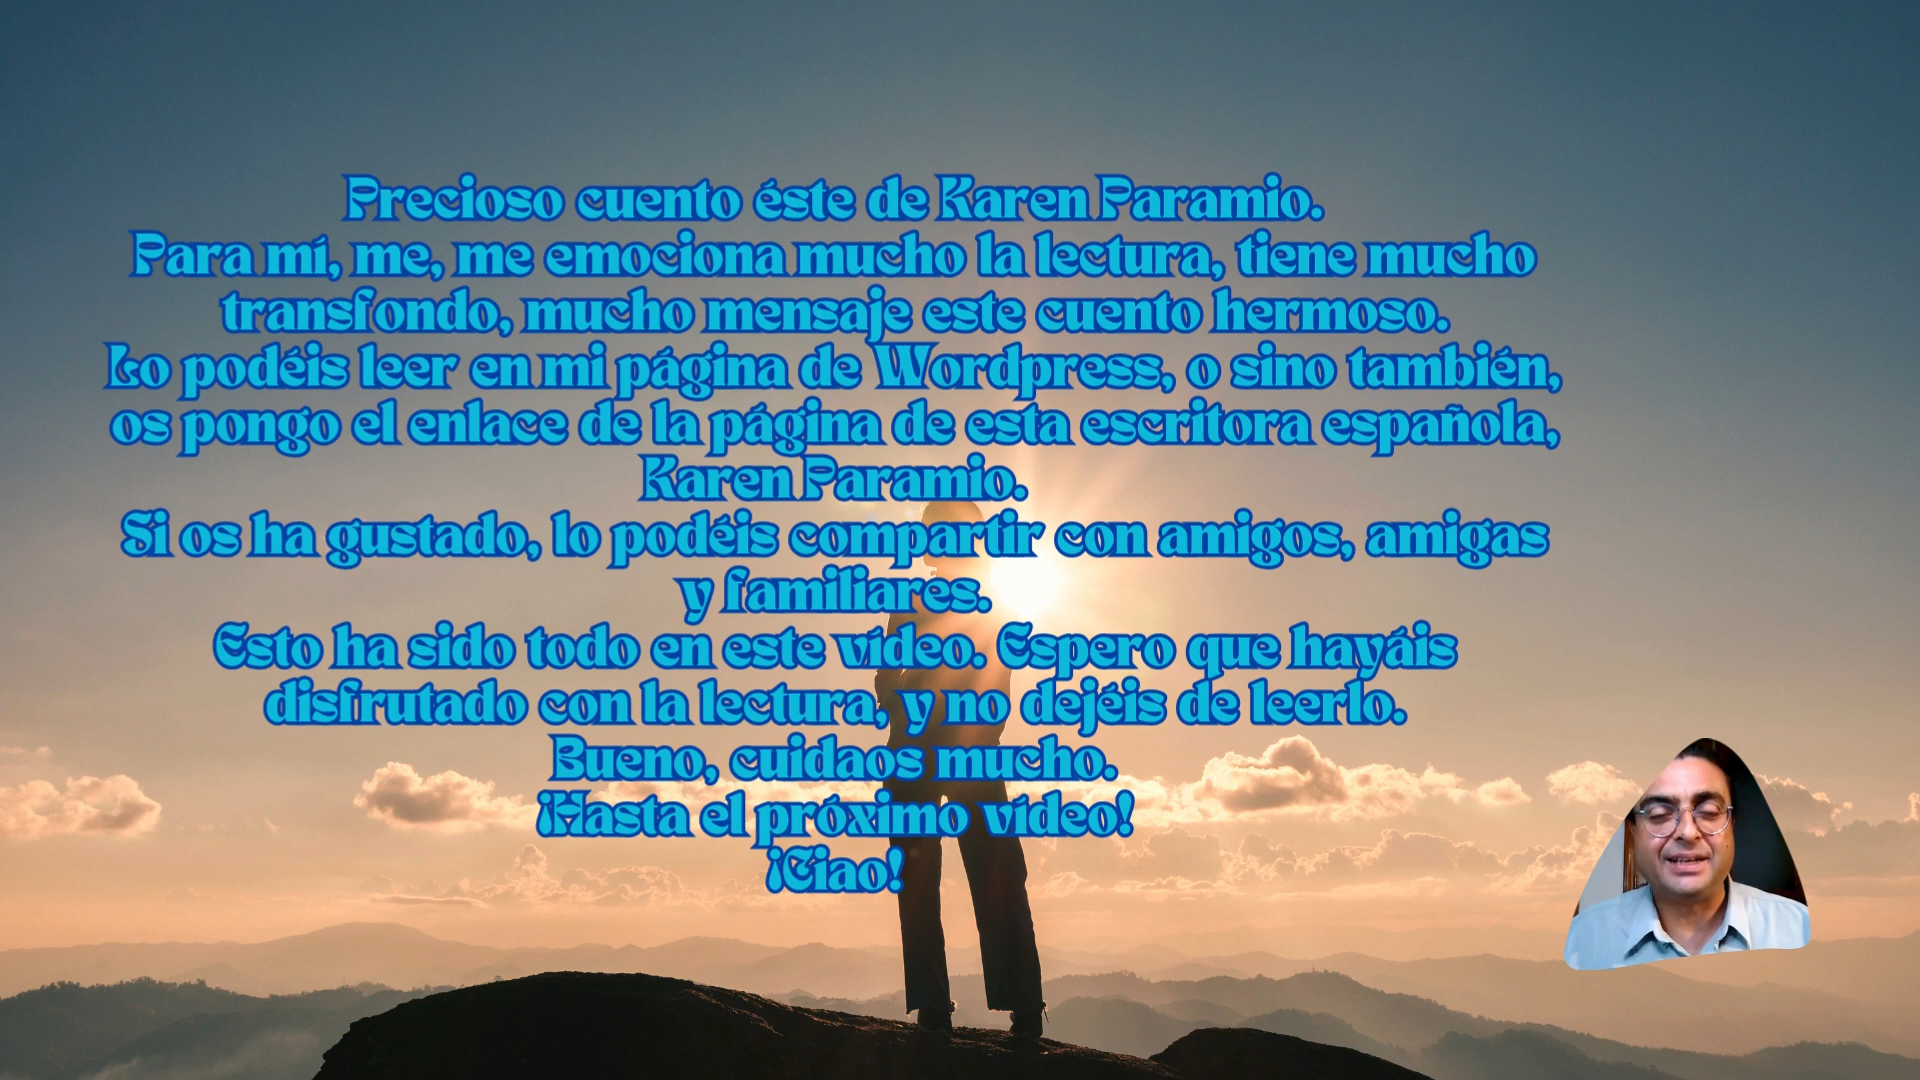 Precioso cuento éste de Karen Paramio.
Para mí, me, me emociona mucho la lectura, tiene mucho
transfondo, mucho mensaje este cuento hermoso.
Lo podéis leer en mi página de Wordpress, o sino también,
os pongo el enlace de la página de esta escritora española,
Karen Paramio.
Si os ha gustado, lo podéis compartir con amigos, amigas
y familiares.
Esto ha sido todo en este vídeo. Espero que hayáis
disfrutado con la lectura, y no dejéis de leerlo.
Bueno, cuidaos mucho.
¡Hasta el próximo vídeo!
¡Ciao!